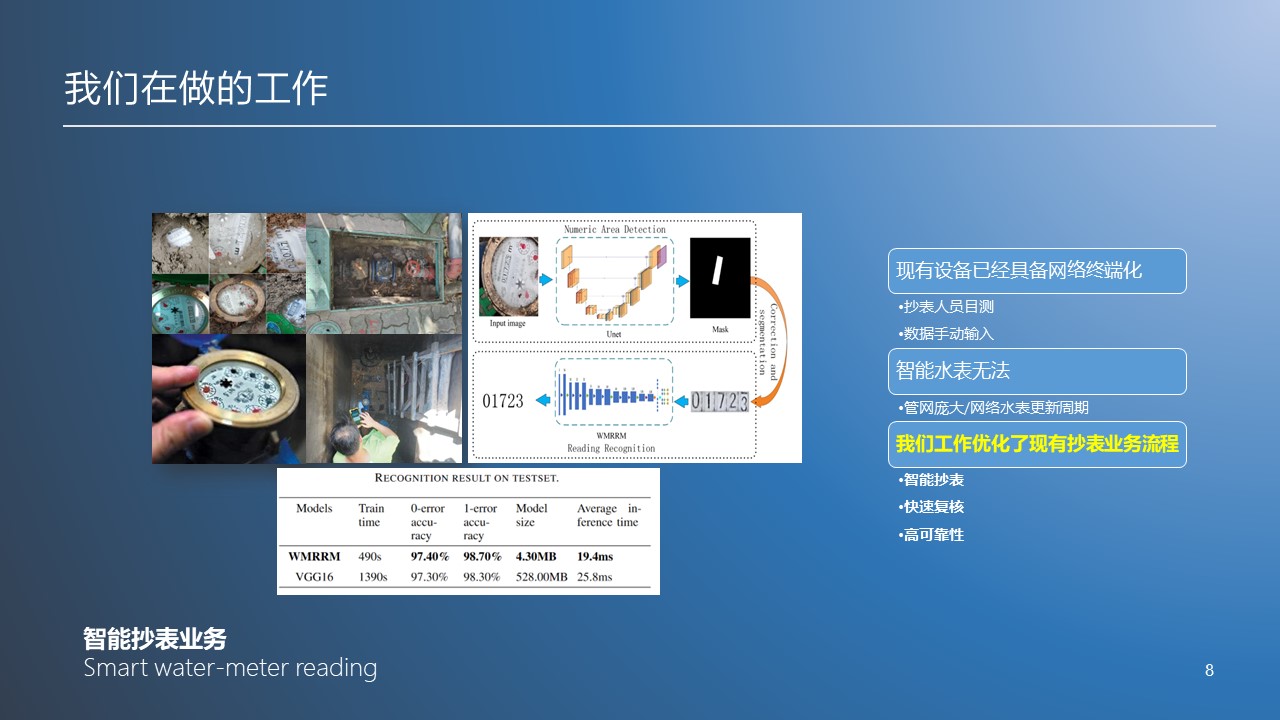 我们在做的工作
Numeric Area Detection
Input image
Unet
Mask
Correction and
segmentation
01723
01723
WMRRM
Reading Recognition
RECOGNITION RESULT ON TESTSET.
Models Train time 0-error accu-racy 1-error accu-racy Model size Average in-ference time
WMRRM 490s 97.40% 98.70% 4.30MB 19.4ms
VGG16 1390s 97.30% 98.30% 528.00MB 25.8ms
现有设备已经具备网络终端化
•抄表人员目测
•数据手动输入
智能水表无法
•管网庞大/网络水表更新周期
我们工作优化了现有抄表业务流程
•智能抄表
•快速复核
•高可靠性
智能抄表业务
Smart water-meter reading
8